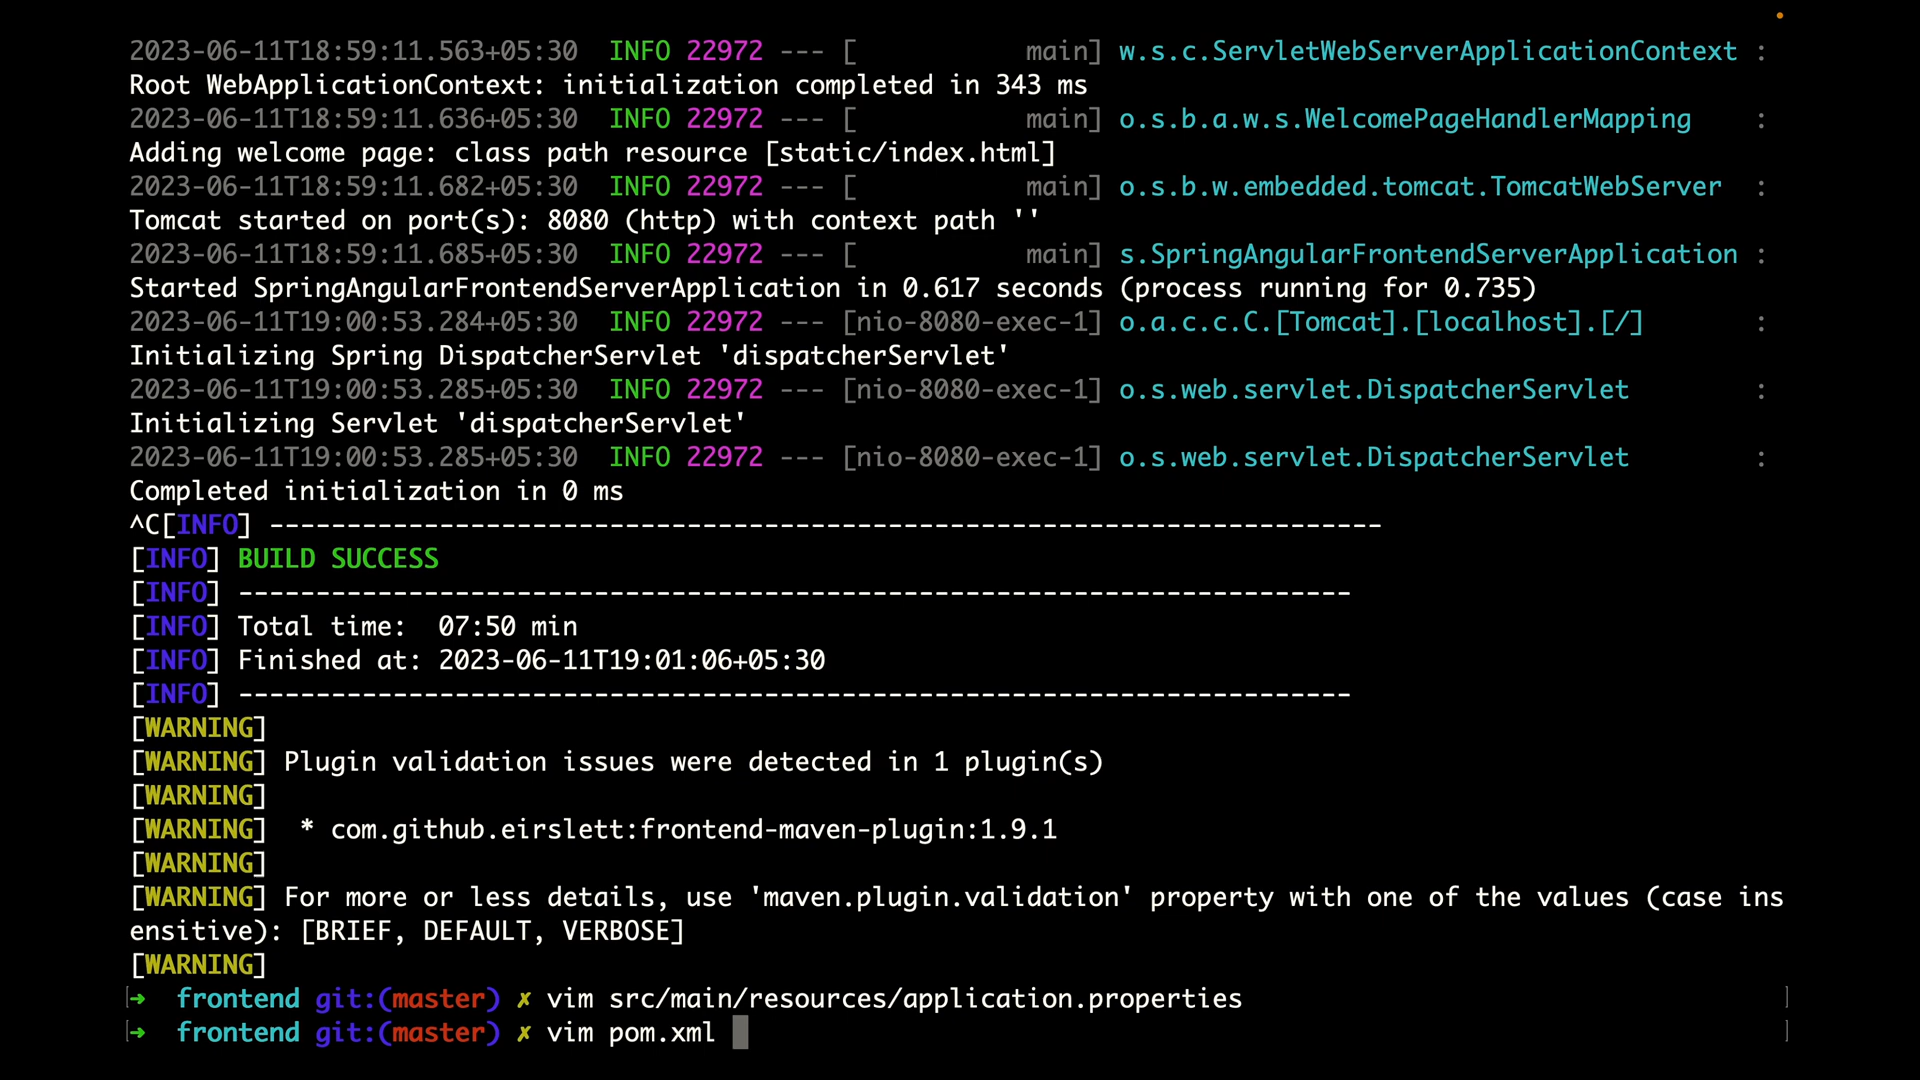 2023-06-11T18:59:11.563+05:30  INFO 22972 --- [           main] w.s.c.ServletWebServerApplicationContext :
Root WebApplicationContext: initialization completed in 343 ms
2023-06-11T18:59:11.636+05:30  INFO 22972 --- [           main] o.s.b.a.w.s.WelcomePageHandlerMapping    :
Adding welcome page: class path resource [static/index.html]
2023-06-11T18:59:11.682+05:30  INFO 22972 --- [           main] o.s.b.w.embedded.tomcat.TomcatWebServer  :
Tomcat started on port(s): 8080 (http) with context path ''
2023-06-11T18:59:11.685+05:30  INFO 22972 --- [           main] s.SpringAngularFrontendServerApplication :
Started SpringAngularFrontendServerApplication in 0.617 seconds (process running for 0.735)
2023-06-11T19:00:53.284+05:30  INFO 22972 --- [nio-8080-exec-1] o.a.c.c.C.[Tomcat].[localhost].[/]       :
Initializing Spring DispatcherServlet 'dispatcherServlet'
2023-06-11T19:00:53.285+05:30  INFO 22972 --- [nio-8080-exec-1] o.s.web.servlet.DispatcherServlet        :
Initializing Servlet 'dispatcherServlet'
2023-06-11T19:00:53.285+05:30  INFO 22972 --- [nio-8080-exec-1] o.s.web.servlet.DispatcherServlet        :
Completed initialization in 0 ms
^C[INFO] ------------------------------------------------------------------------
[INFO] BUILD SUCCESS
[INFO] ------------------------------------------------------------------------
[INFO] Total time:  07:50 min
[INFO] Finished at: 2023-06-11T19:01:06+05:30
[INFO] ------------------------------------------------------------------------
[WARNING]
[WARNING] Plugin validation issues were detected in 1 plugin(s)
[WARNING]
[WARNING]  * com.github.eirslett:frontend-maven-plugin:1.9.1
[WARNING]
[WARNING] For more or less details, use 'maven.plugin.validation' property with one of the values (case ins
ensitive): [BRIEF, DEFAULT, VERBOSE]
[WARNING]
➜  frontend git:(master) ✗ vim src/main/resources/application.properties
➜  frontend git:(master) ✗ vim pom.xml